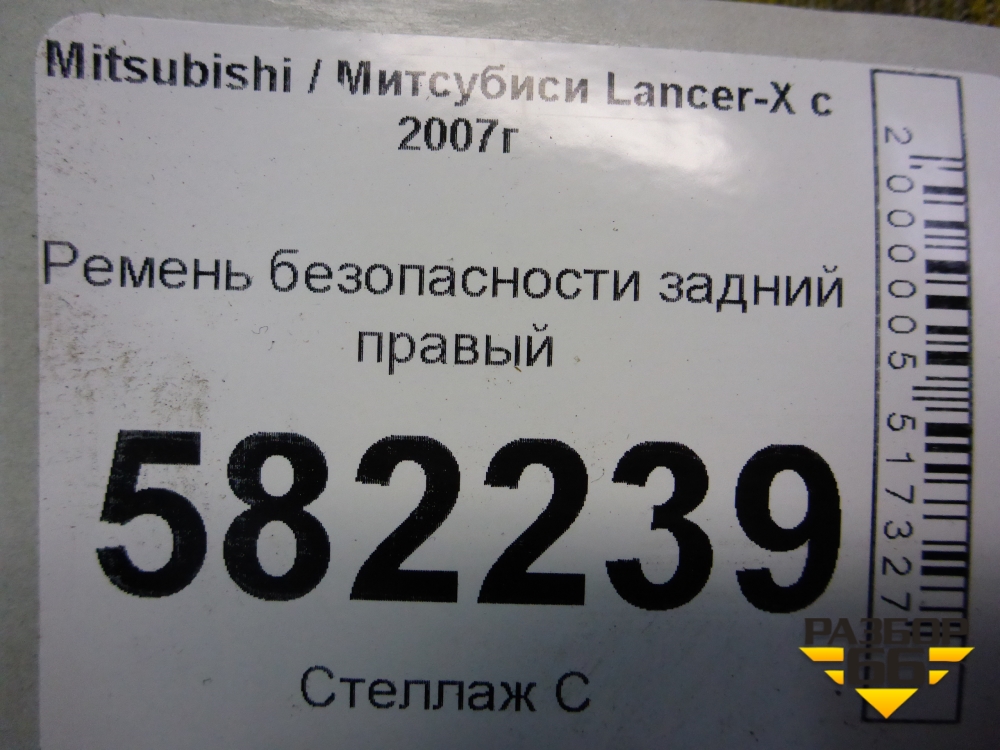 Mitsubishi / Митсубиси Lancer-X с
2007г
Ремень безопасности задний
правый
582239
Стеллаж С
2000005517327
РАЗБОР
66